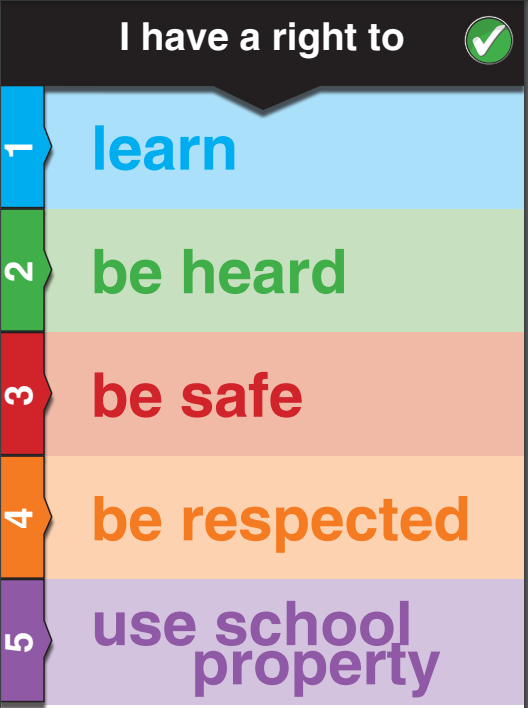 I have a right to
1
learn
2
be heard
3
be safe
4
be respected
5
use school
property